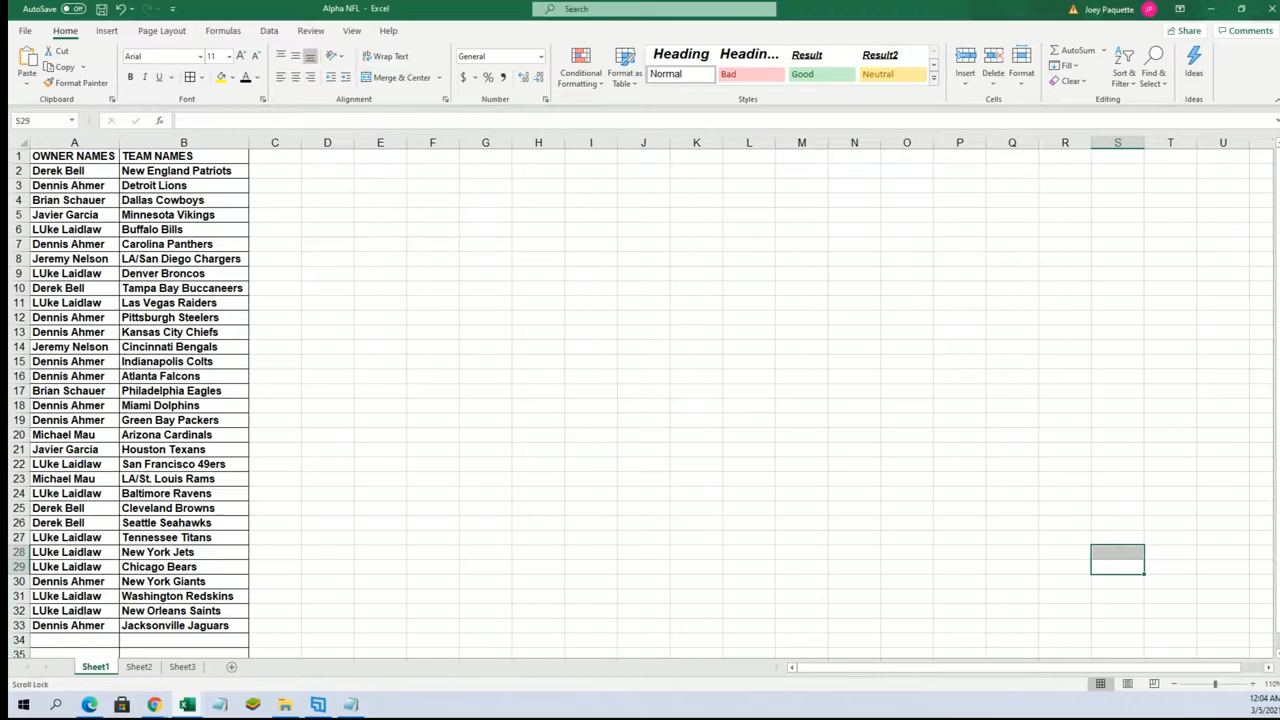 AutoSave Off Alpha NFL - Excel Search Joey Paquette JP
File Home Insert Page Layout Formulas Data Review View Help Share Comments
Paste Cut Copy Format Painter Clipboard
Arial 11 Font
Wrap Text Merge & Center Alignment
General Number
Conditional Formatting Format as Table Heading Headin... Result Result2
Normal Bad Good Neutral Styles
Insert Delete Format Cells
AutoSum Fill Clear Sort & Filter Find & Select Editing
Ideas Ideas
S29
A B C D E F G H I J K L M N O P Q R S T U
1 OWNER NAMES TEAM NAMES
2 Derek Bell New England Patriots
3 Dennis Ahmer Detroit Lions
4 Brian Schauer Dallas Cowboys
5 Javier Garcia Minnesota Vikings
6 LUke Laidlaw Buffalo Bills
7 Dennis Ahmer Carolina Panthers
8 Jeremy Nelson LA/San Diego Chargers
9 LUke Laidlaw Denver Broncos
10 Derek Bell Tampa Bay Buccaneers
11 LUke Laidlaw Las Vegas Raiders
12 Dennis Ahmer Pittsburgh Steelers
13 Dennis Ahmer Kansas City Chiefs
14 Jeremy Nelson Cincinnati Bengals
15 Dennis Ahmer Indianapolis Colts
16 Dennis Ahmer Atlanta Falcons
17 Brian Schauer Philadelphia Eagles
18 Dennis Ahmer Miami Dolphins
19 Dennis Ahmer Green Bay Packers
20 Michael Mau Arizona Cardinals
21 Javier Garcia Houston Texans
22 LUke Laidlaw San Francisco 49ers
23 Michael Mau LA/St. Louis Rams
24 LUke Laidlaw Baltimore Ravens
25 Derek Bell Cleveland Browns
26 Derek Bell Seattle Seahawks
27 LUke Laidlaw Tennessee Titans
28 LUke Laidlaw New York Jets
29 LUke Laidlaw Chicago Bears
30 Dennis Ahmer New York Giants
31 LUke Laidlaw Washington Redskins
32 LUke Laidlaw New Orleans Saints
33 Dennis Ahmer Jacksonville Jaguars
34
35
Sheet1 Sheet2 Sheet3
Scroll Lock 110%
12:04 AM
3/5/2021